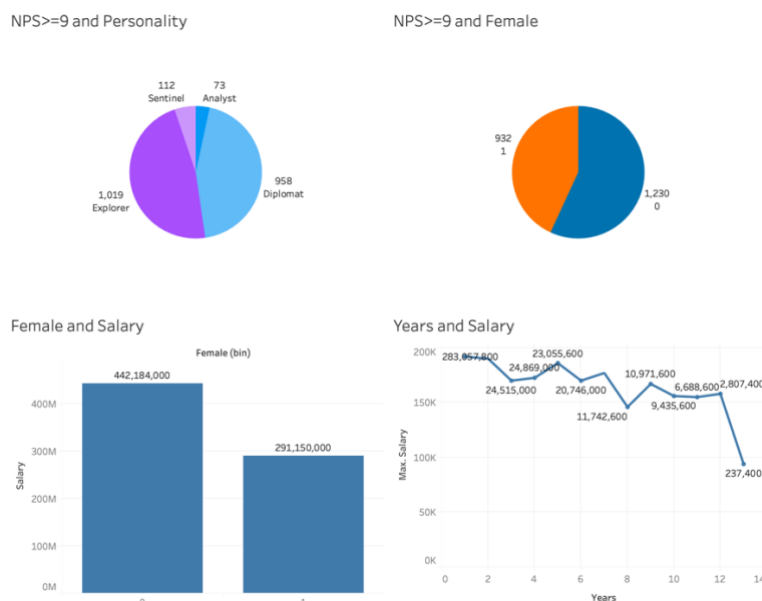 NPS>=9 and Personality
NPS>=9 and Female
112
Sentinel
73
Analyst
1,019
Explorer
958
Diplomat
932
1
1,230
0
Female and Salary
Years and Salary
Female (bin)
442,184,000
291,150,000
400M
300M
200M
100M
0M
Salary
200K
150K
100K
50K
0K
Max. Salary
24,515,000
24,869,000
23,055,600
20,746,000
11,742,600
10,971,600
9,435,600
6,688,600
2,807,400
237,400
0
2
4
6
8
10
12
14
Years